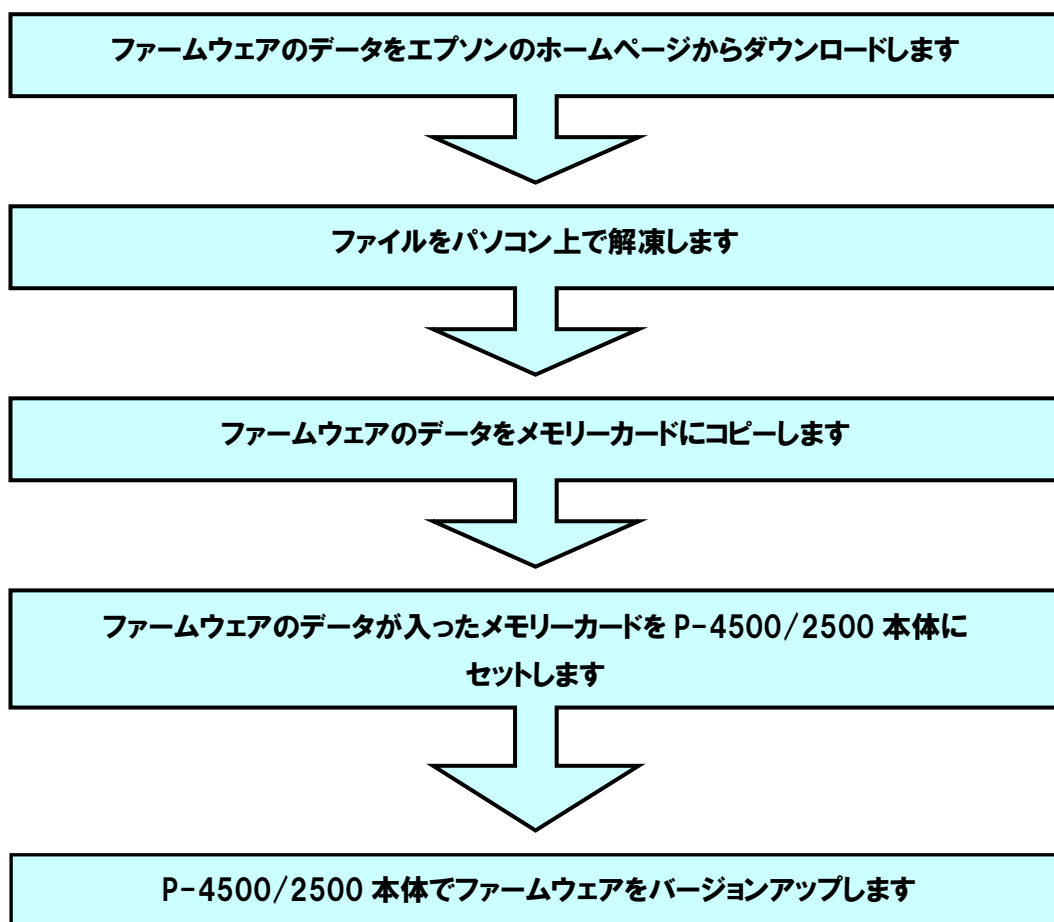 ファームウェアのデータをエプソンのホームページからダウンロードします
ファイルをパソコン上で解凍します
ファームウェアのデータをメモリーカードにコピーします
ファームウェアのデータが入ったメモリーカードを P-4500/2500 本体に
セットします
P-4500/2500 本体でファームウェアをバージョンアップします